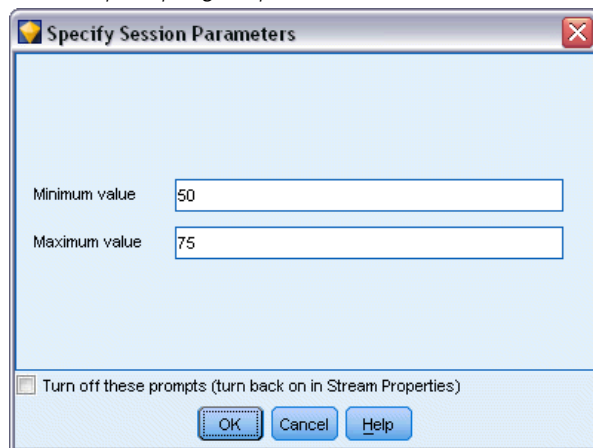 Specify Session Parameters
Minimum value 50
Maximum value 75
Turn off these prompts (turn back on in Stream Properties)
OK Cancel Help